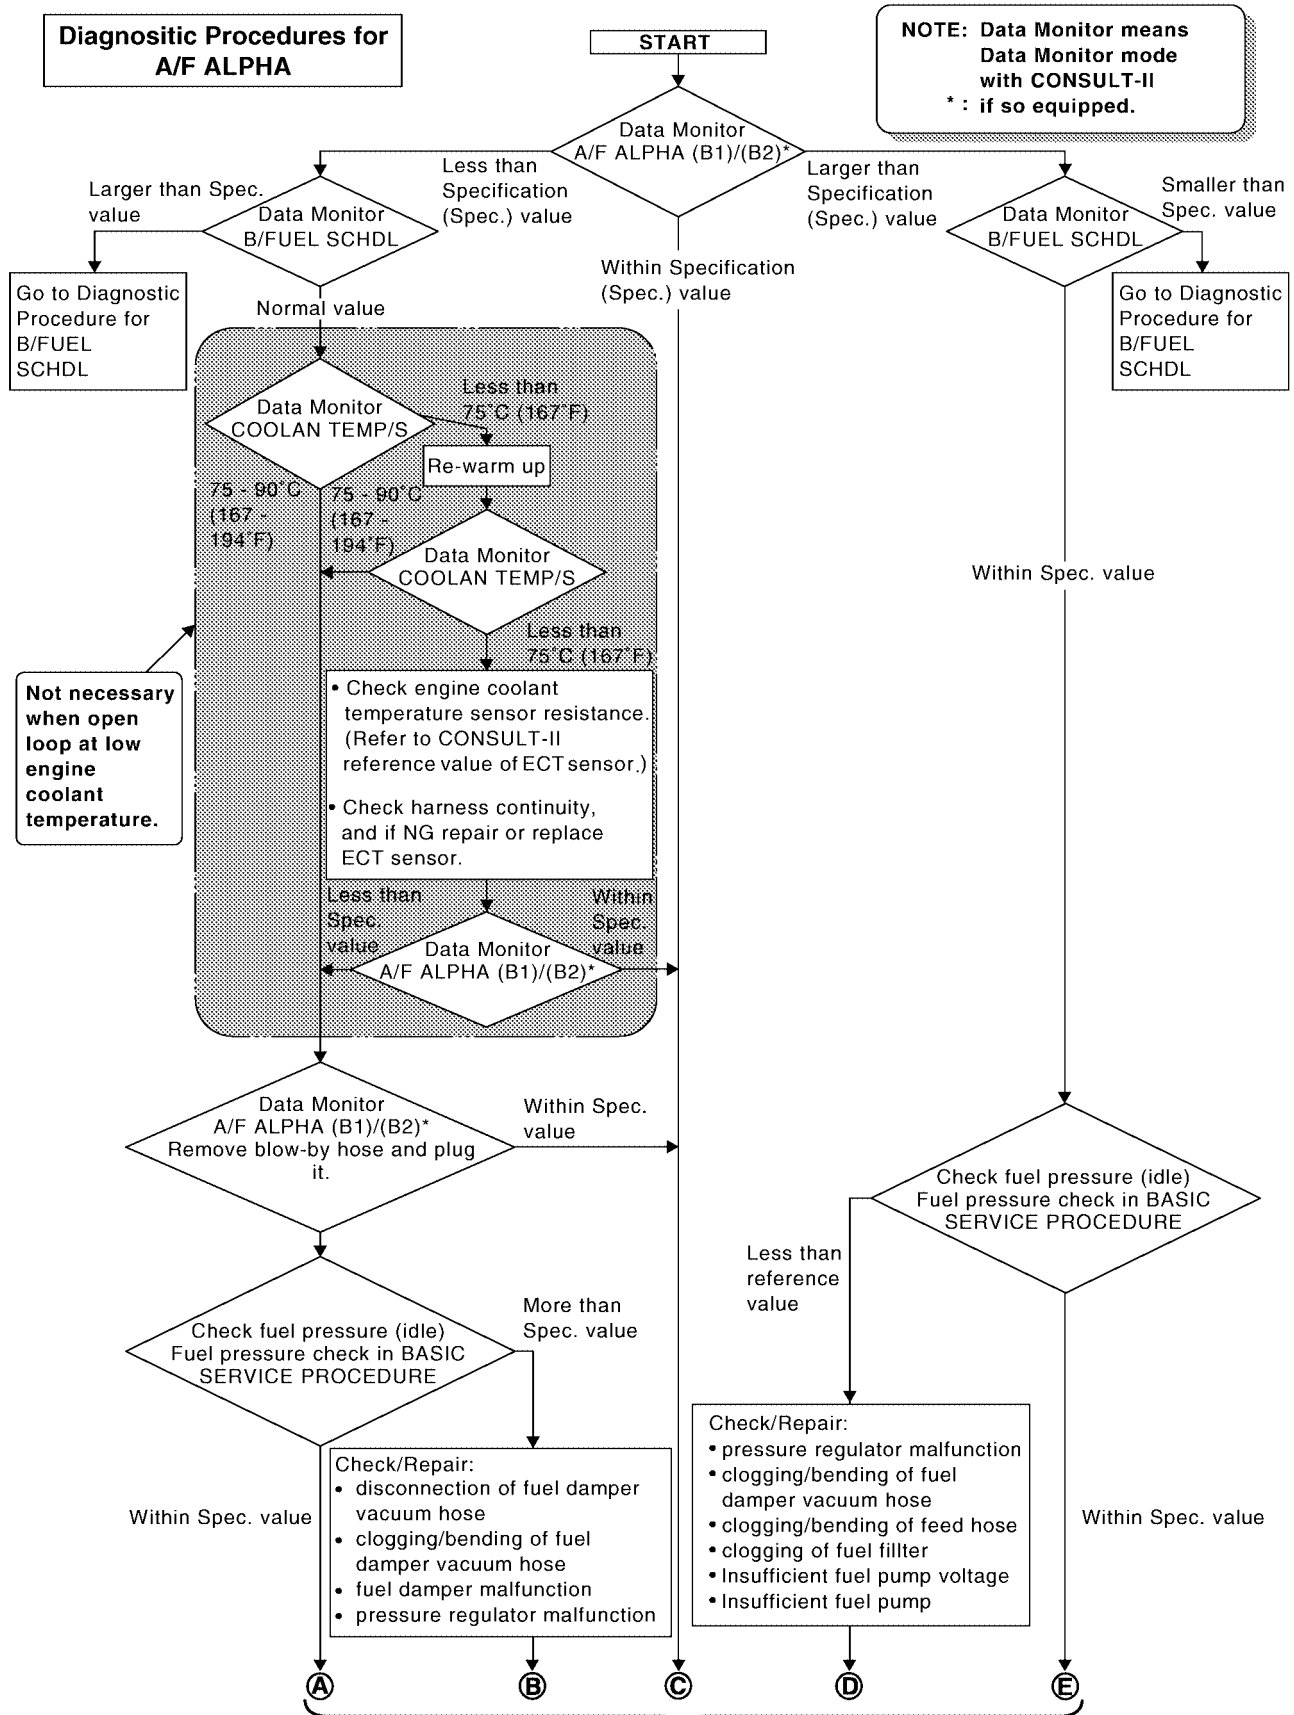 Diagnositic Procedures for
A/F ALPHA
START
NOTE: Data Monitor means
Data Monitor mode
with CONSULT-II
* : if so equipped.
Data Monitor
A/F ALPHA (B1)/(B2)*
Less than
Specification
(Spec.) value
Larger than
Specification
(Spec.) value
Larger than Spec.
value
Data Monitor
B/FUEL SCHDL
Data Monitor
B/FUEL SCHDL
Smaller than
Spec. value
Within Specification
(Spec.) value
Go to Diagnostic
Procedure for
B/FUEL
SCHDL
Normal value
Go to Diagnostic
Procedure for
B/FUEL
SCHDL
Data Monitor
COOLAN TEMP/S
Less than
75˚C (167˚F)
Re-warm up
75 - 90˚C
(167 -
194˚F)
75 - 90˚C
(167 -
194˚F)
Data Monitor
COOLAN TEMP/S
Within Spec. value
Less than
75˚C (167˚F)
Not necessary
when open
loop at low
engine
coolant
temperature.
• Check engine coolant
temperature sensor resistance.
(Refer to CONSULT-II
reference value of ECT sensor.)
• Check harness continuity,
and if NG repair or replace
ECT sensor.
Less than
Spec.
value
Within
Spec.
value
Data Monitor
A/F ALPHA (B1)/(B2)*
Data Monitor
A/F ALPHA (B1)/(B2)*
Remove blow-by hose and plug
it.
Within Spec.
value
Check fuel pressure (idle)
Fuel pressure check in BASIC
SERVICE PROCEDURE
Less than
reference
value
Check fuel pressure (idle)
Fuel pressure check in BASIC
SERVICE PROCEDURE
More than
Spec. value
Within Spec. value
Check/Repair:
• disconnection of fuel damper
vacuum hose
• clogging/bending of fuel
damper vacuum hose
• fuel damper malfunction
• pressure regulator malfunction
Check/Repair:
• pressure regulator malfunction
• clogging/bending of fuel
damper vacuum hose
• clogging/bending of feed hose
• clogging of fuel fillter
• Insufficient fuel pump voltage
• Insufficient fuel pump
Within Spec. value
A
B
C
D
E